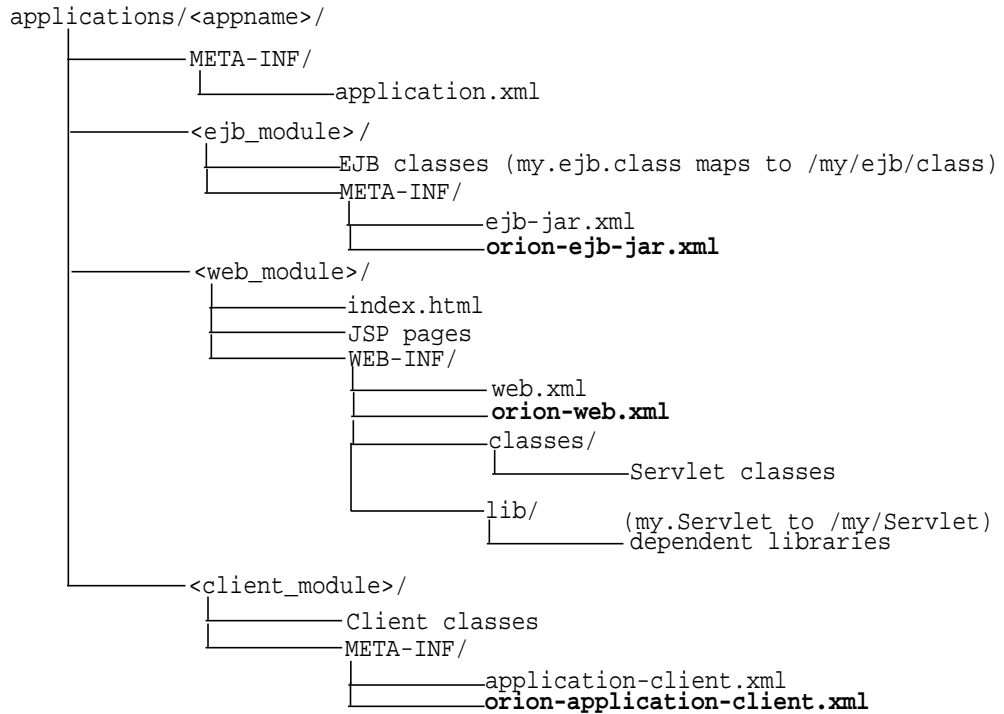 applications/<appname>/
META-INF/
application.xml
<ejb_module>/
EJB classes (my.ejb.class maps to /my/ejb/class)
META-INF/
ejb-jar.xml
orion-ejb-jar.xml
<web_module>/
index.html
JSP pages
WEB-INF/
web.xml
orion-web.xml
classes/
Servlet classes
lib/
(my.Servlet to /my/Servlet)
dependent libraries
<client_module>/
Client classes
META-INF/
application-client.xml
orion-application-client.xml